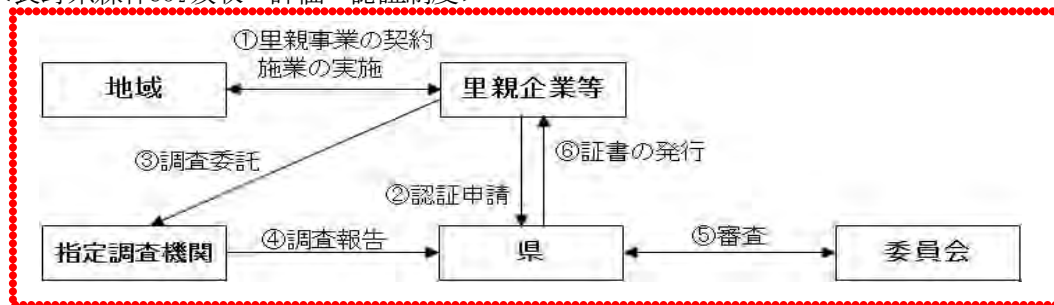 ①里親事業の契約
施業の実施
地域
里親企業等
③調査委託
⑥証書の発行
②認証申請
指定調査機関
④調査報告
県
⑤審査
委員会